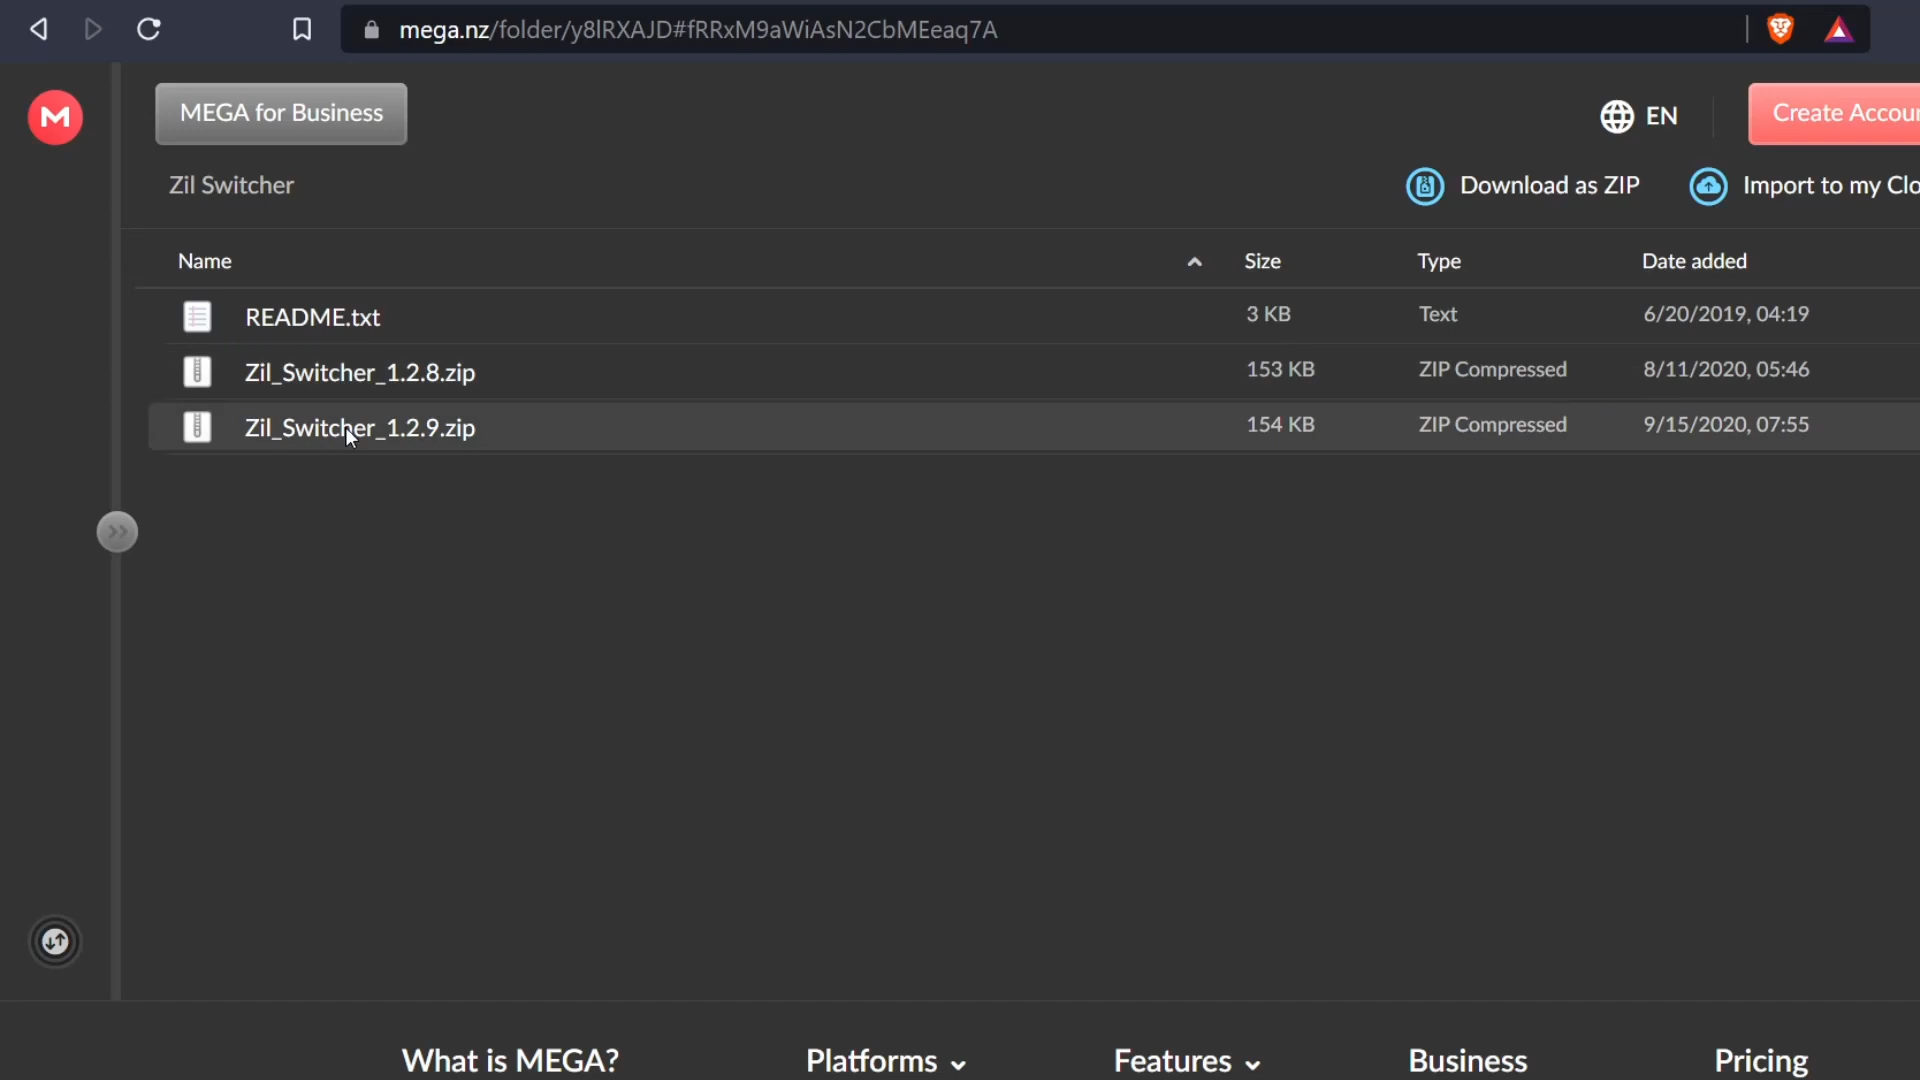 mega.nz/folder/y8lRXAJD#fRRxM9aWiAsN2CbMEeaq7A
M
MEGA for Business
EN
Create Accoun
Zil Switcher
Download as ZIP
Import to my Clo
Name
Size
Type
Date added
README.txt
3 KB
Text
6/20/2019, 04:19
Zil_Switcher_1.2.8.zip
153 KB
ZIP Compressed
8/11/2020, 05:46
Zil_Switcher_1.2.9.zip
154 KB
ZIP Compressed
9/15/2020, 07:55
What is MEGA?
Platforms
Features
Business
Pricing